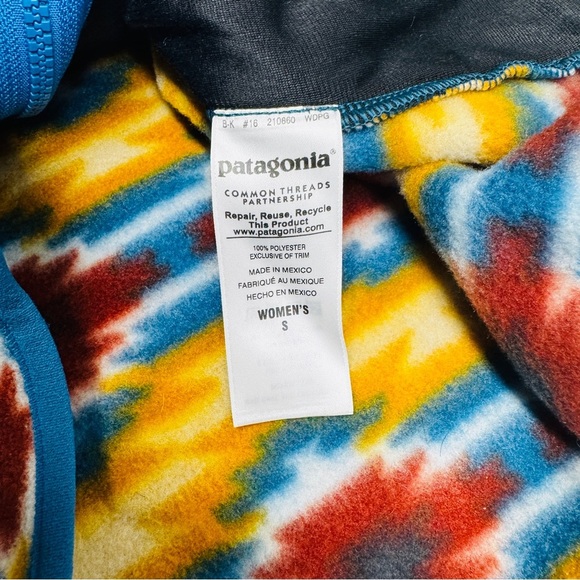 B-K #16 210860 WDPG
patagonia®
COMMON THREADS
PARTNERSHIP
Repair, Reuse, Recycle
This Product
www.patagonia.com
100% POLYESTER
EXCLUSIVE OF TRIM
MADE IN MEXICO
FABRIQUÉ AU MEXIQUE
HECHO EN MEXICO
WOMEN'S
S